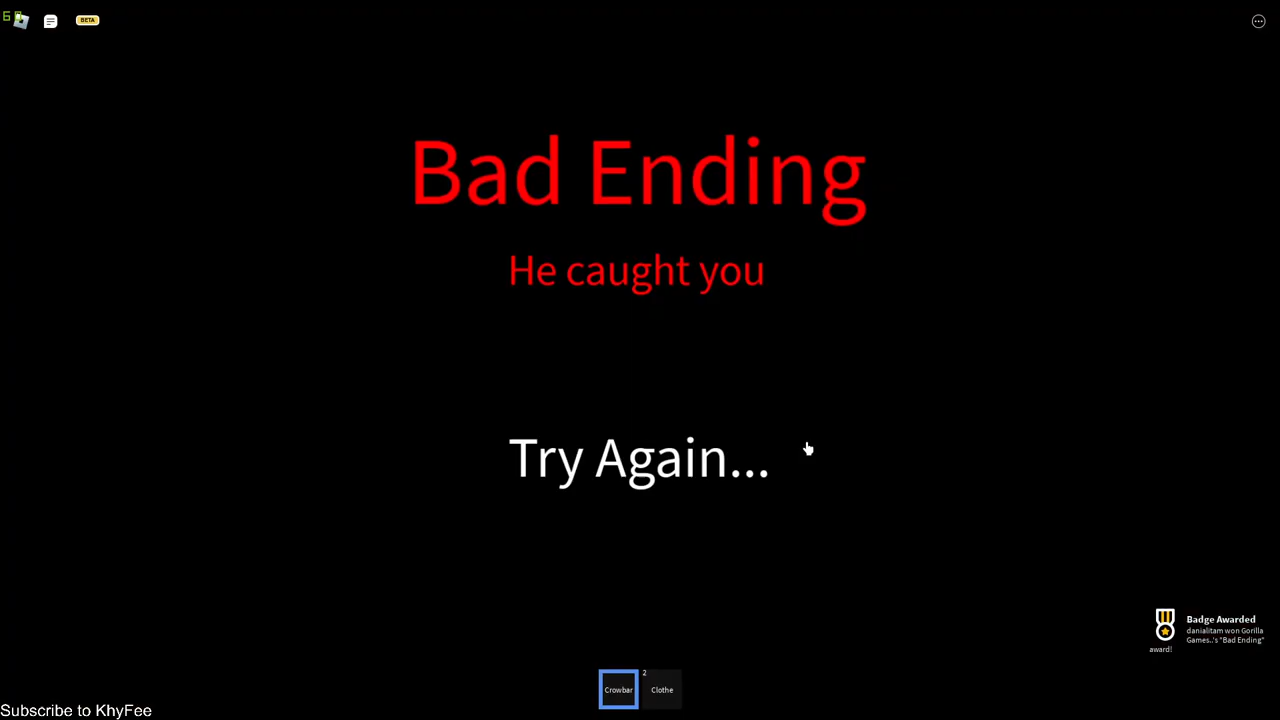 BETA
Bad Ending
He caught you
Try Again...
Badge Awarded
danialitam won Gorilla
Games..'s "Bad Ending"
award!
2
Crowbar
Clothe
Subscribe to KhyFee